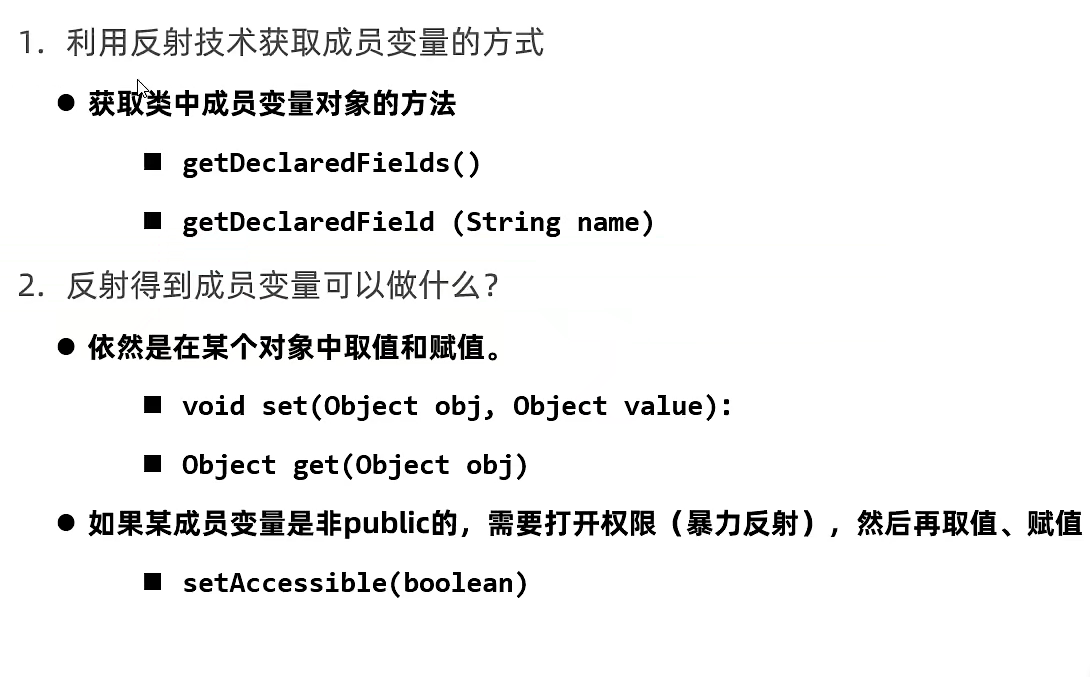 1. 利用反射技术获取成员变量的方式
● 获取类中成员变量对象的方法
■ getDeclaredFields()
■ getDeclaredField (String name)
2. 反射得到成员变量可以做什么？
● 依然是在某个对象中取值和赋值。
■ void set(Object obj, Object value):
■ Object get(Object obj)
● 如果某成员变量是非public的，需要打开权限（暴力反射），然后再取值、赋值
■ setAccessible(boolean)